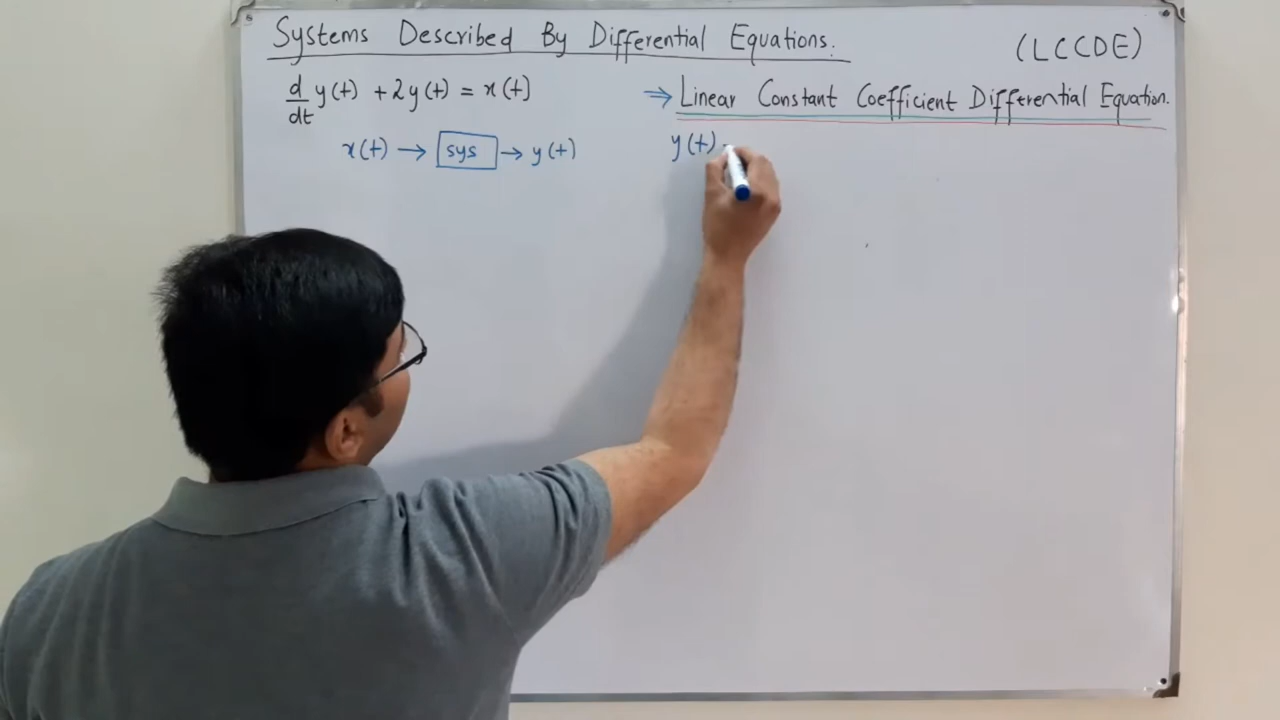 Systems Described By Differential Equations.
(LCCDE)
d/dt y(t) + 2y(t) = x(t)
⇒ Linear Constant Coefficient Differential Equation.
x(t) → sys → y(t)
y(t)